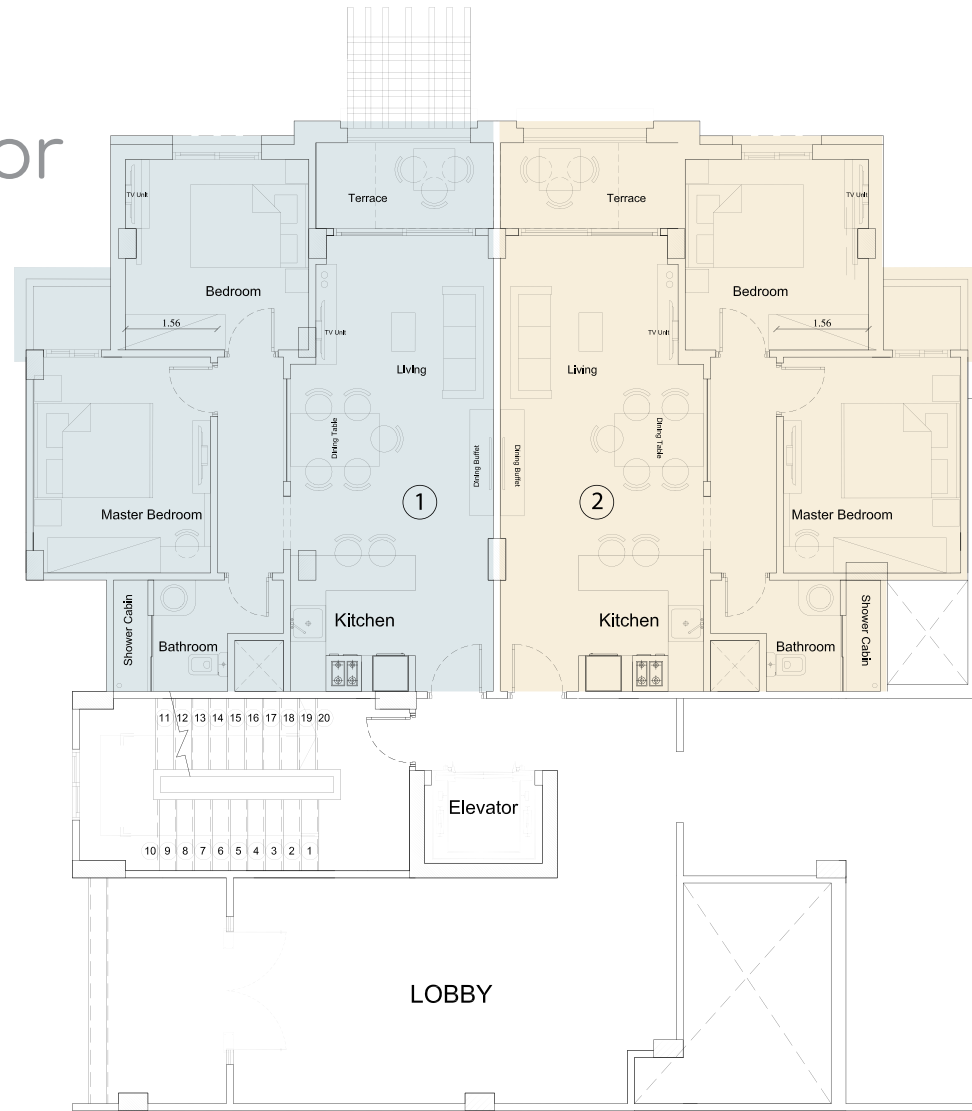 or
Terrace
Terrace
TV Unit
TV Unit
Bedroom
Bedroom
1.56
1.56
TV Unit
TV Unit
Living
Living
Dining Table
Dining Buffet
Dining Buffet
Dining Table
1
2
Master Bedroom
Master Bedroom
Shower Cabin
Bathroom
Kitchen
Kitchen
Bathroom
Shower Cabin
11 12 13 14 15 16 17 18 19 20
Elevator
10 9 8 7 6 5 4 3 2 1
LOBBY